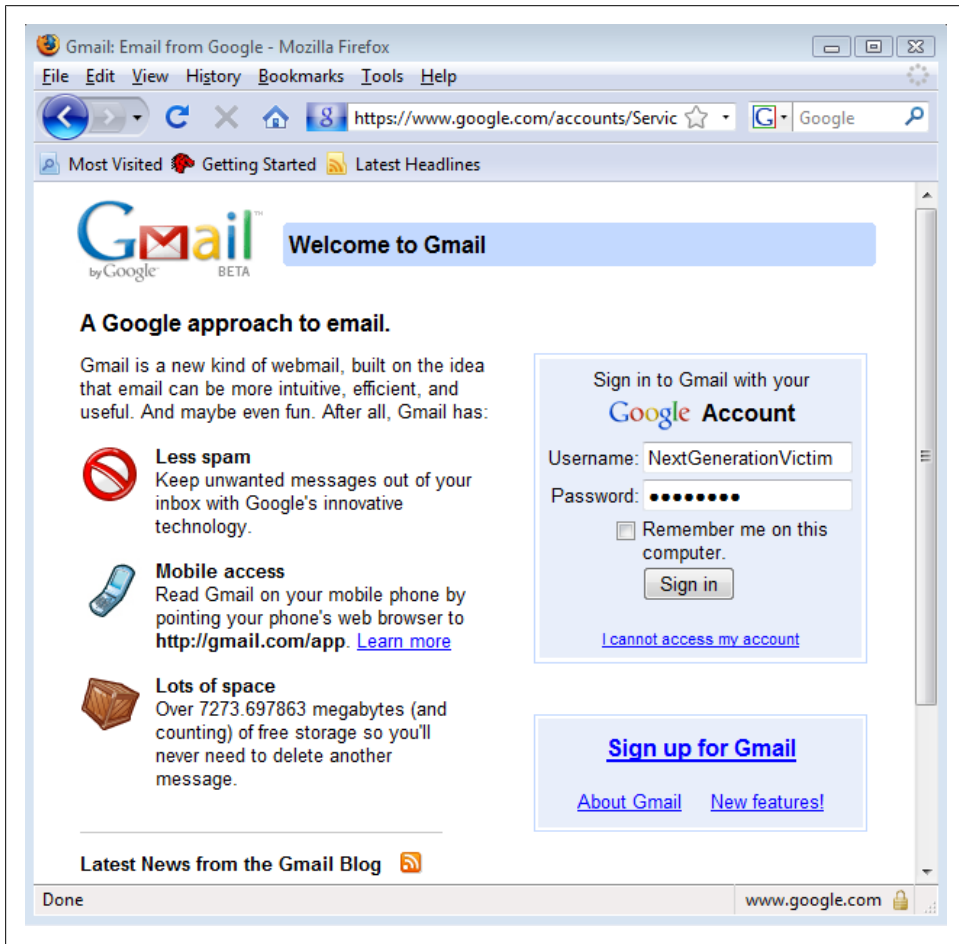 Gmail: Email from Google - Mozilla Firefox
File Edit View History Bookmarks Tools Help
https://www.google.com/accounts/Servic
Google
Most Visited Getting Started Latest Headlines
Gmail™
by Google™ BETA
Welcome to Gmail
A Google approach to email.
Gmail is a new kind of webmail, built on the idea
that email can be more intuitive, efficient, and
useful. And maybe even fun. After all, Gmail has:
Less spam
Keep unwanted messages out of your
inbox with Google's innovative
technology.
Mobile access
Read Gmail on your mobile phone by
pointing your phone's web browser to
http://gmail.com/app. Learn more
Lots of space
Over 7273.697863 megabytes (and
counting) of free storage so you'll
never need to delete another
message.
Latest News from the Gmail Blog
Sign in to Gmail with your
Google Account
Username: NextGenerationVictim
Password: ●●●●●●●●
Remember me on this
computer.
Sign in
I cannot access my account
Sign up for Gmail
About Gmail New features!
Done
www.google.com